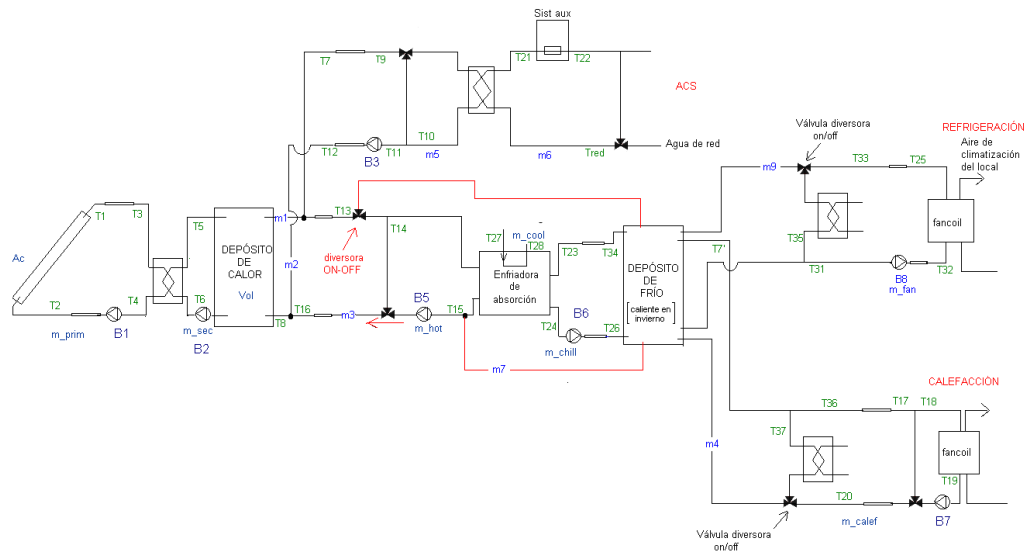 Sist aux
T21
T22
T7
T9
ACS
T10
T12
T11
B3
m5
m6
Tred
Agua de red
Válvula diversora
on/off
REFRIGERACIÓN
Aire de
climatización
del local
m9
T33
T25
T35
fancoil
T31
T32
B8
m_fan
T1
T3
Ac
T2
T4
m_prim
B1
T5
T6
m_sec
B2
DEPÓSITO
DE
CALOR
Vol
m1
T13
T14
diversora
ON-OFF
m2
T8
T16
m3
B5
m_hot
T15
T27
m_cool
T28
Enfriadora
de
absorción
T23
T34
T24
B6
T26
m_chill
m7
DEPÓSITO
DE
FRÍO
caliente en
invierno
T7'
m4
CALEFACCIÓN
T36
T17
T18
T37
fancoil
T19
T20
m_calef
B7
Válvula diversora
on/off